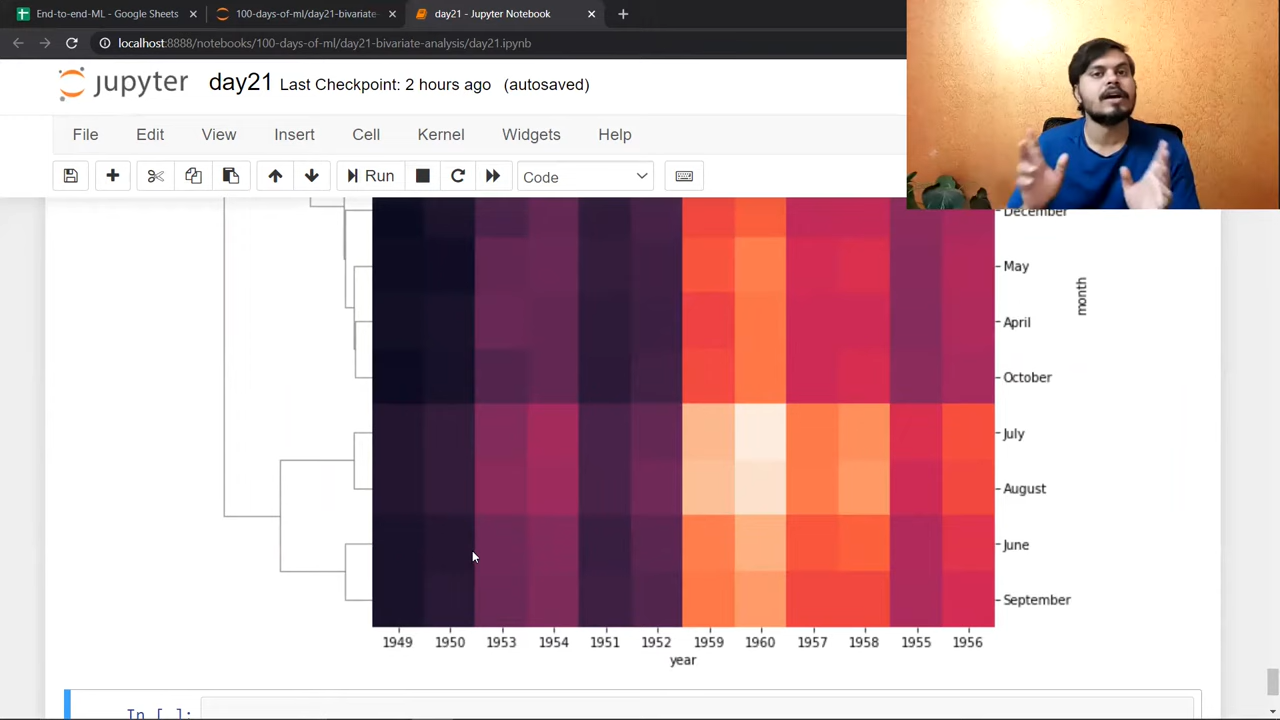 End-to-end-ML - Google Sheets
100-days-of-ml/day21-bivariate-
day21 - Jupyter Notebook
localhost:8888/notebooks/100-days-of-ml/day21-bivariate-analysis/day21.ipynb
jupyter day21 Last Checkpoint: 2 hours ago (autosaved)
File Edit View Insert Cell Kernel Widgets Help
Run Code
December
May
April
October
July
August
June
September
month
1949 1950 1953 1954 1951 1952 1959 1960 1957 1958 1955 1956
year
In [ ]: